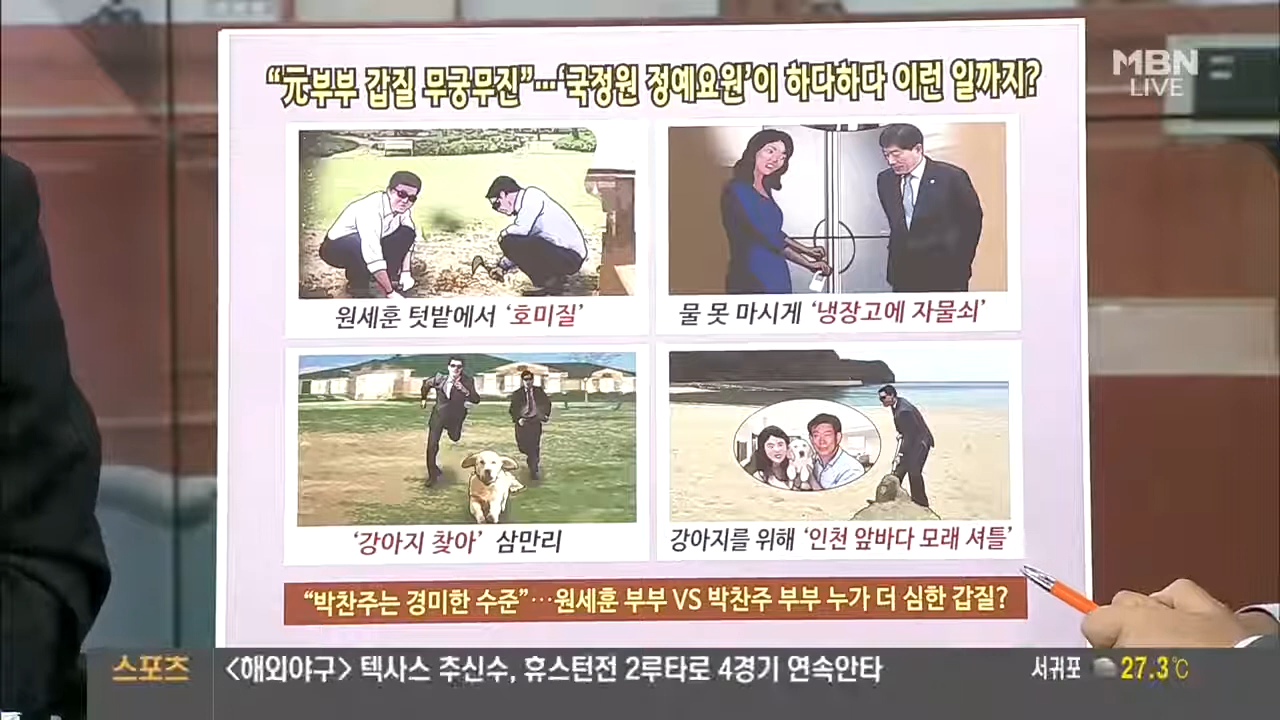 “元부부 갑질 무궁무진”…‘국정원 정예요원’이 하다하다 이런 일까지?
MBN
LIVE
원세훈 텃밭에서 ‘호미질’
물 못 마시게 ‘냉장고에 자물쇠’
‘강아지 찾아’ 삼만리
강아지를 위해 ‘인천 앞바다 모래 셔틀’
“박찬주는 경미한 수준”…원세훈 부부 VS 박찬주 부부 누가 더 심한 갑질?
스포츠 <해외야구> 텍사스 추신수, 휴스턴전 2루타로 4경기 연속안타 서귀포 27.3℃